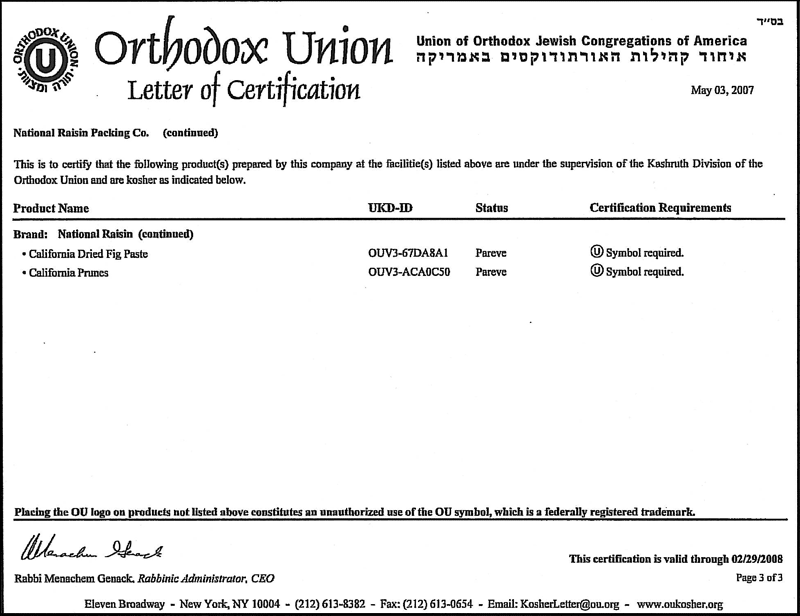 בס״ד
ORTHODOX UNION
U
תורה ומצוות
Orthodox Union
Letter of Certification
Union of Orthodox Jewish Congregations of America
איחוד קהילות האורתודוקסים באמריקה
May 03, 2007
National Raisin Packing Co. (continued)
This is to certify that the following product(s) prepared by this company at the facilitie(s) listed above are under the supervision of the Kashruth Division of the
Orthodox Union and are kosher as indicated below.
Product Name UKD-ID Status Certification Requirements
Brand: National Raisin (continued)
• California Dried Fig Paste OUV3-67DA8A1 Pareve Ⓤ Symbol required.
• California Prunes OUV3-ACA0C50 Pareve Ⓤ Symbol required.
Placing the OU logo on products not listed above constitutes an unauthorized use of the OU symbol, which is a federally registered trademark.
Menachem Genack
This certification is valid through 02/29/2008
Rabbi Menachem Genack, Rabbinic Administrator, CEO
Page 3 of 3
Eleven Broadway - New York, NY 10004 - (212) 613-8382 - Fax: (212) 613-0654 - Email: KosherLetter@ou.org - www.oukosher.org